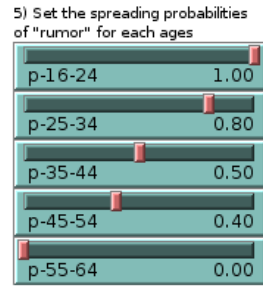 5) Set the spreading probabilities
of "rumor" for each ages
p-16-24 1.00
p-25-34 0.80
p-35-44 0.50
p-45-54 0.40
p-55-64 0.00